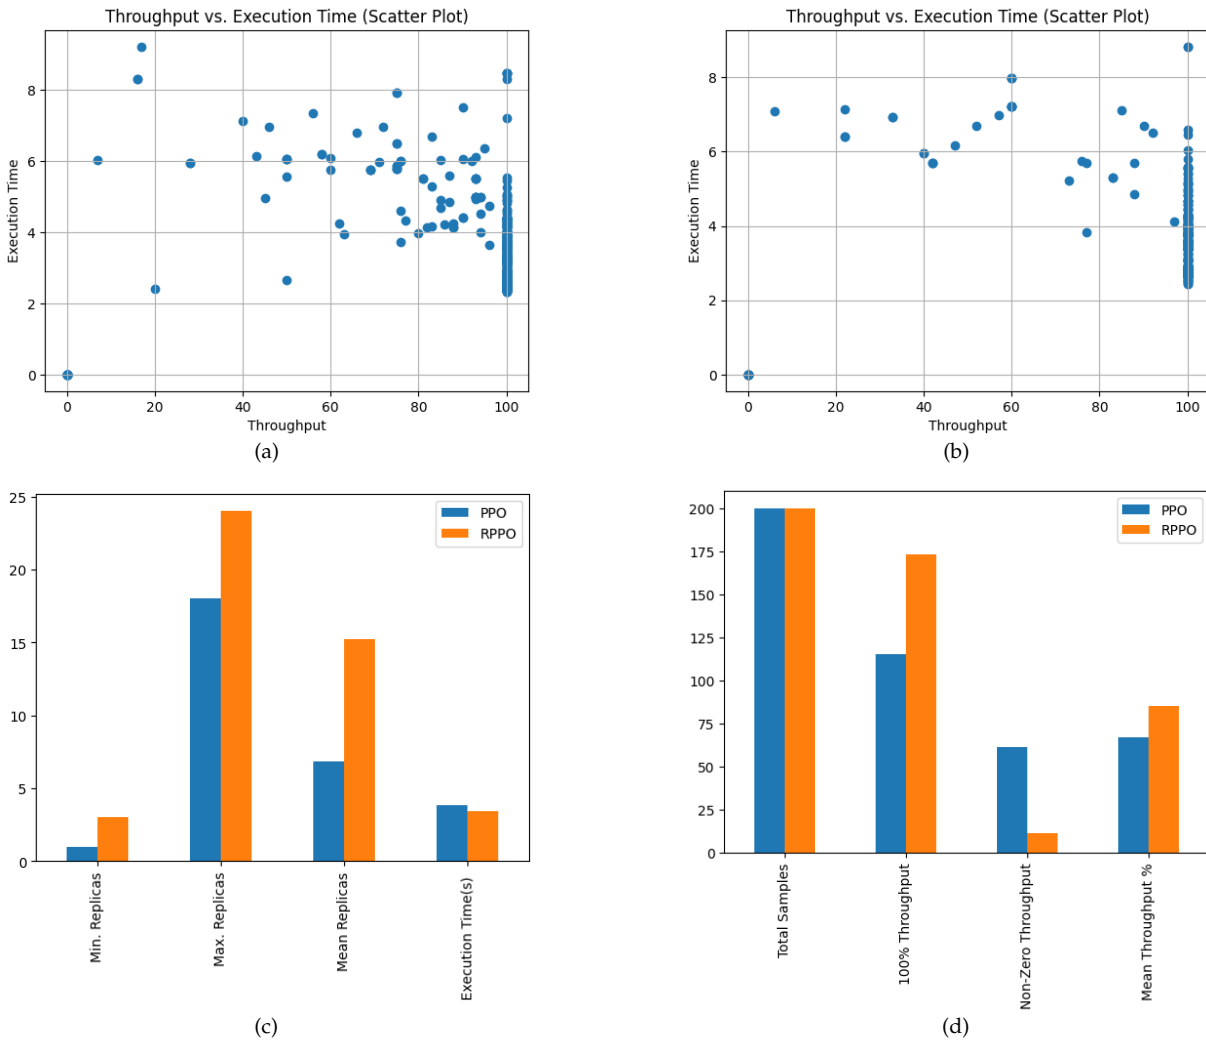 Throughput vs. Execution Time (Scatter Plot)
Execution Time
8
6
4
2
0
0 20 40 60 80 100
Throughput
(a)
Throughput vs. Execution Time (Scatter Plot)
Execution Time
8
6
4
2
0
0 20 40 60 80 100
Throughput
(b)
25
20
15
10
5
0
PPO
RPPO
Min. Replicas
Max. Replicas
Mean Replicas
Execution Time(s)
(c)
200
175
150
125
100
75
50
25
0
PPO
RPPO
Total Samples
100% Throughput
Non-Zero Throughput
Mean Throughput %
(d)